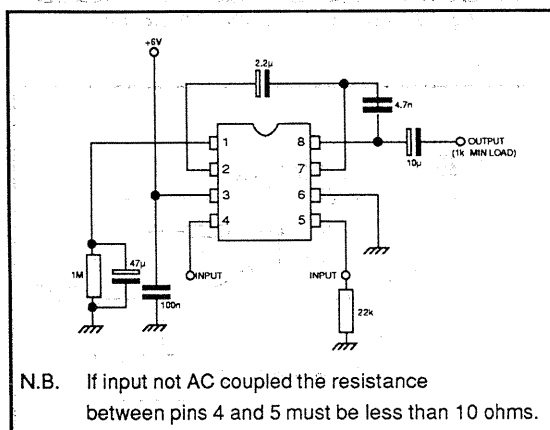 +6V
2.2µ
4.7n
1 8
10µ
OUTPUT
(1k MIN LOAD)
2 7
3 6
4 5
47µ
1M
INPUT
INPUT
100n
22k
N.B. If input not AC coupled the resistance
between pins 4 and 5 must be less than 10 ohms.